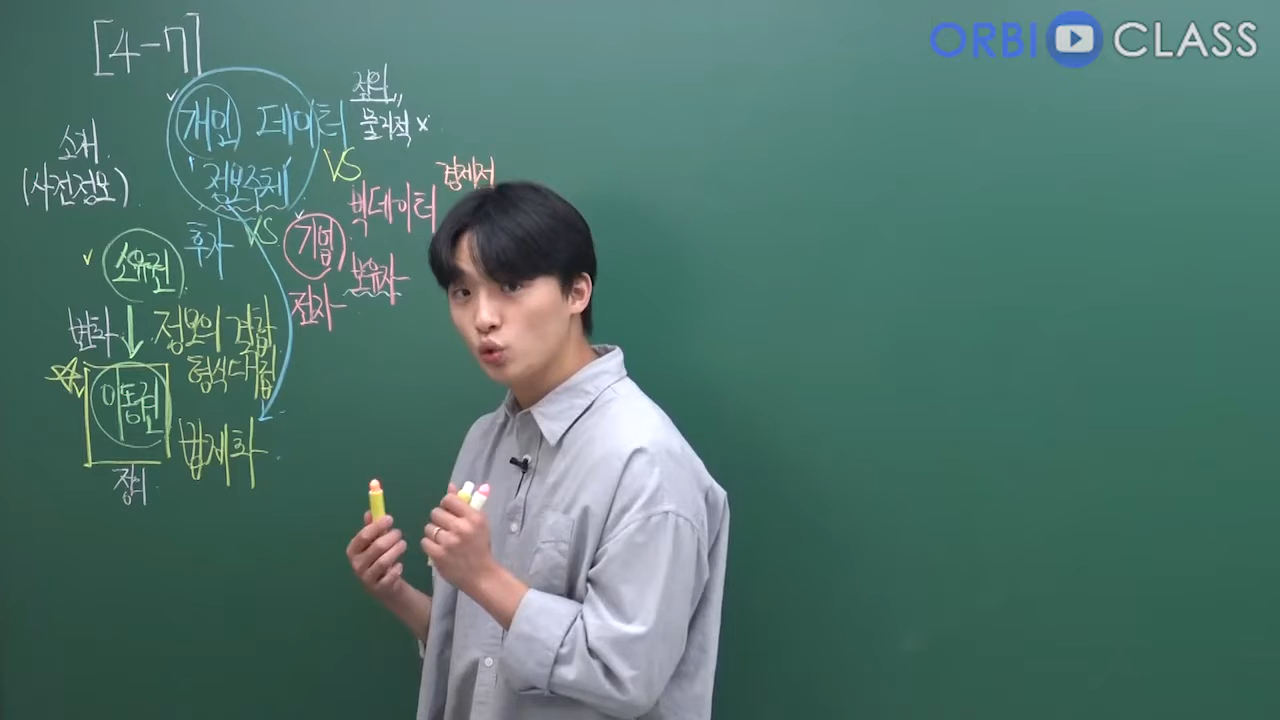 ORBI CLASS
[4-7]
개인 데이터
정의
물리적 x
'정보주체'
VS
빅데이터
경제적
소재
(사전정보)
후자
VS
기업
보유자
전자
소유권
변화
정보의 결합
형식 다겹
이동권
법제화
정의